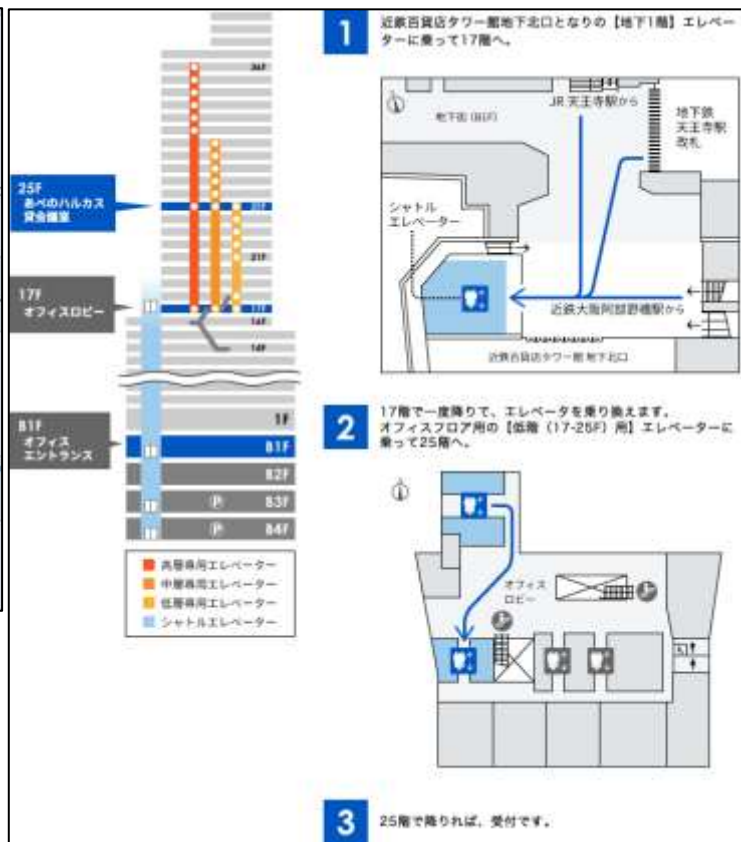 36F
25F
あべのハルカス
貸会議室
25F
21F
17F
オフィスロビー
17F
16F
14F
1F
B1F
オフィス
エントランス
B1F
B2F
P B3F
P B4F
高層専用エレベーター
中層専用エレベーター
低層専用エレベーター
シャトルエレベーター
1
近鉄百貨店タワー館地下北口となりの【地下1階】エレベー
ターに乗って17階へ。
地下街（B1F）
JR天王寺駅から
地下鉄
天王寺駅
改札
シャトル
エレベーター
近鉄大阪阿部野橋駅から
近鉄百貨店タワー館 地下北口
2
17階で一度降りて、エレベータを乗り換えます。
オフィスフロア用の【低階（17-25F）用】エレベーターに
乗って25階へ。
オフィス
ロビー
3
25階で降りれば、受付です。